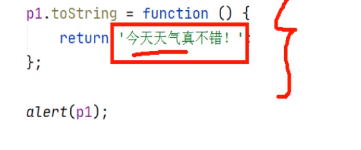 p1.toString = function () {
return '今天天气真不错！';
};
alert(p1);